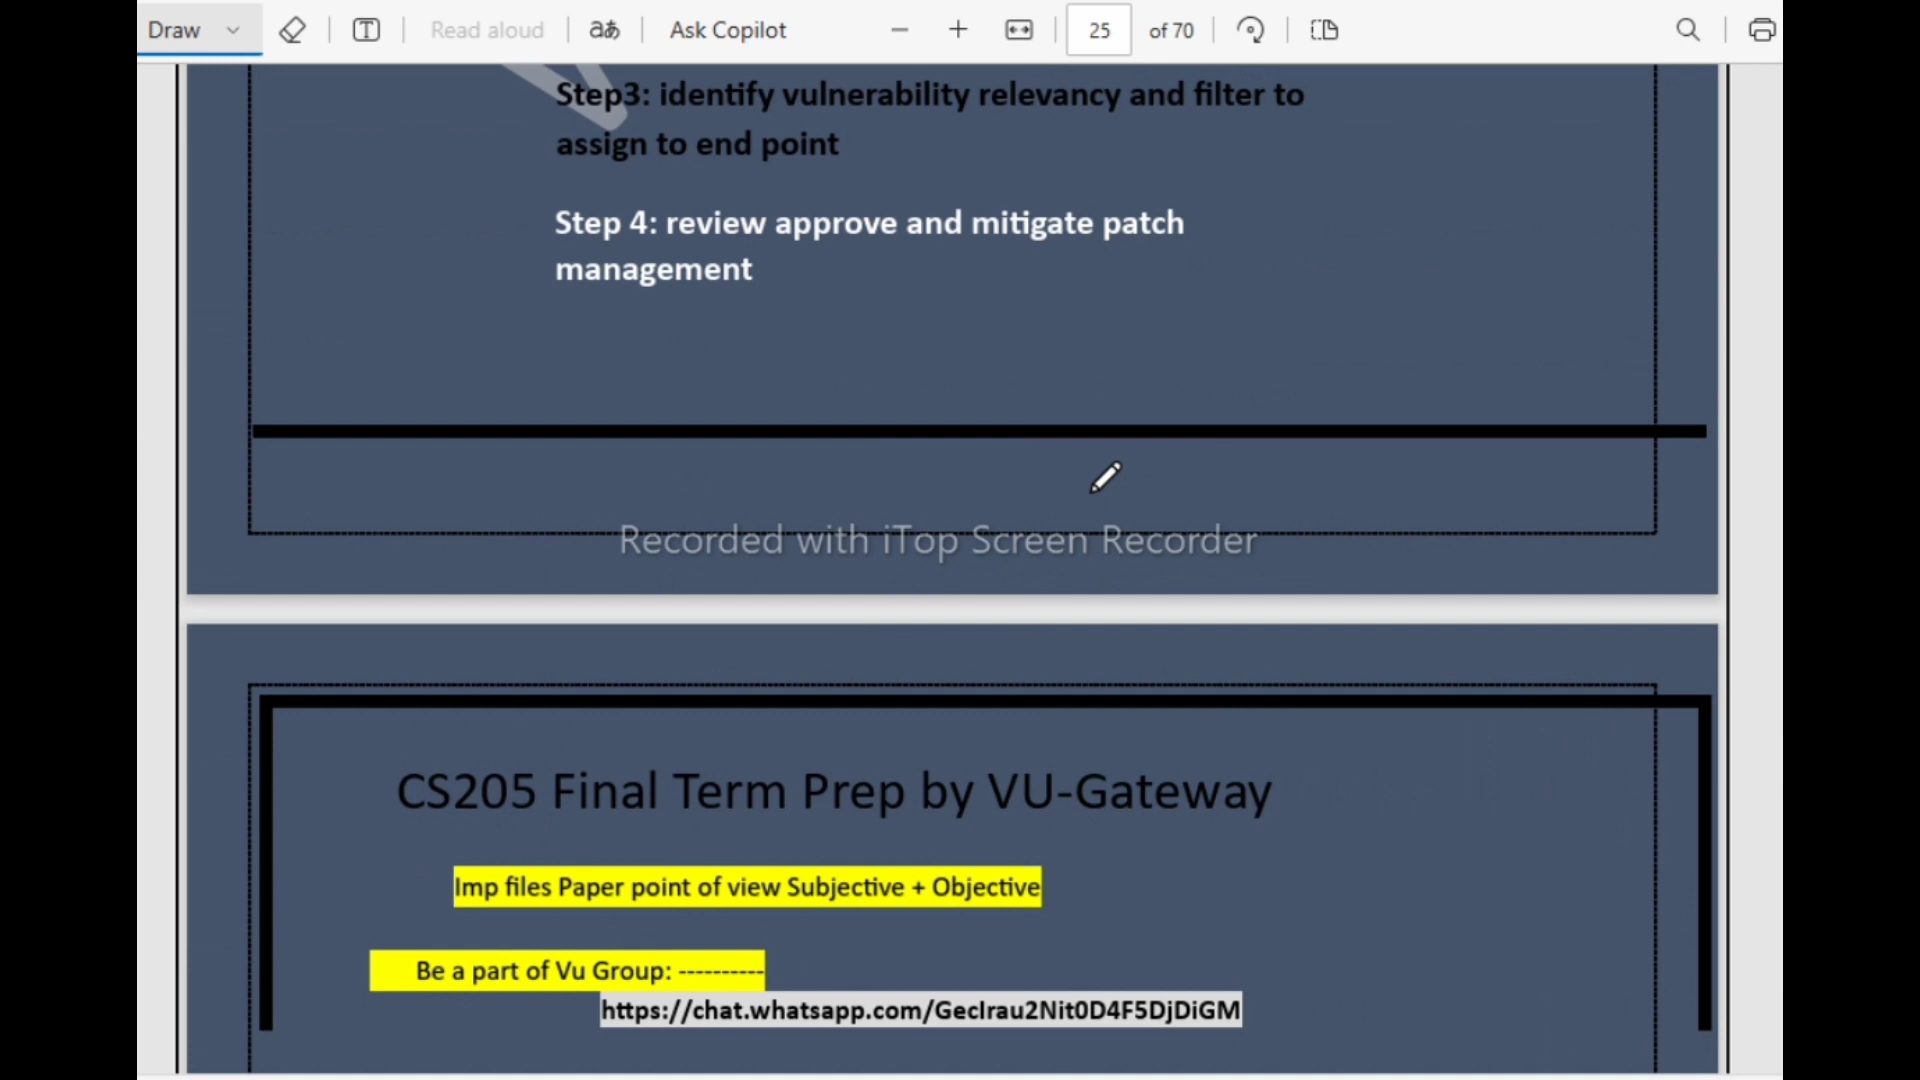 Draw
Read aloud
aあ
Ask Copilot
25
of 70
Step3: identify vulnerability relevancy and filter to
assign to end point
Step 4: review approve and mitigate patch
management
Recorded with iTop Screen Recorder
CS205 Final Term Prep by VU-Gateway
Imp files Paper point of view Subjective + Objective
Be a part of Vu Group: ----------
https://chat.whatsapp.com/GecIrau2Nit0D4F5DjDiGM